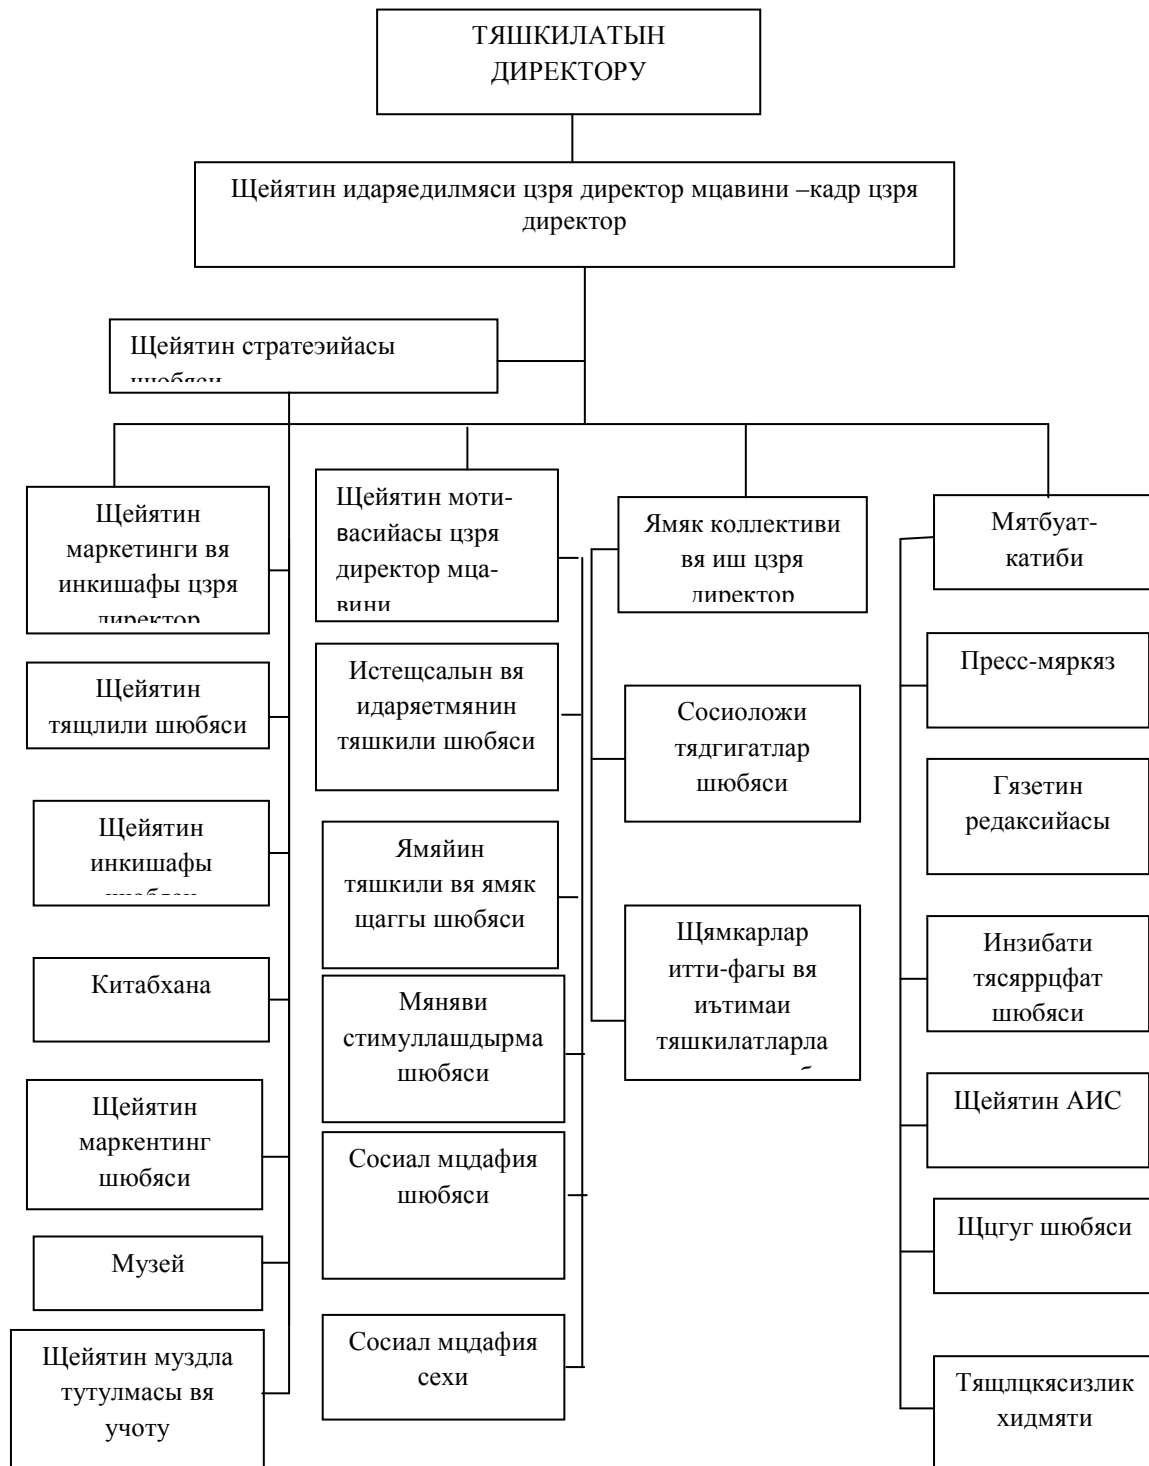 ТЯШКИЛАТЫН
ДИРЕКТОРУ
Щейятин идаряедилмяси цзря директор мцавини –кадр цзря
директор
Щейятин стратеэийасы
шюбяси
Щейятин
маркетинги вя
инкишафы цзря
директор
Щейятин
тящлили шюбяси
Щейятин
инкишафы
Китабхана
Щейятин
маркентинг
шюбяси
Музей
Щейятин муздла
тутулмасы вя
учоту
Щейятин моти-
васийасы цзря
директор мца-
вини
Истещсалын вя
идаряетмянин
тяшкили шюбяси
Ямяйин
тяшкили вя ямяк
щаггы шюбяси
Мяняви
стимуллашдырма
шюбяси
Сосиал мцдафия
шюбяси
Сосиал мцдафия
сехи
Ямяк коллективи
вя иш цзря
директор
Сосиоложи
тядгигатлар
шюбяси
Щямкарлар
итти-фагы вя
иътимаи
тяшкилатларла
Мятбуат-
катиби
Пресс-мяркяз
Гязетин
редаксийасы
Инзибати
тясяррцфат
шюбяси
Щейятин АИС
Щцгуг шюбяси
Тящлцкясизлик
хидмяти